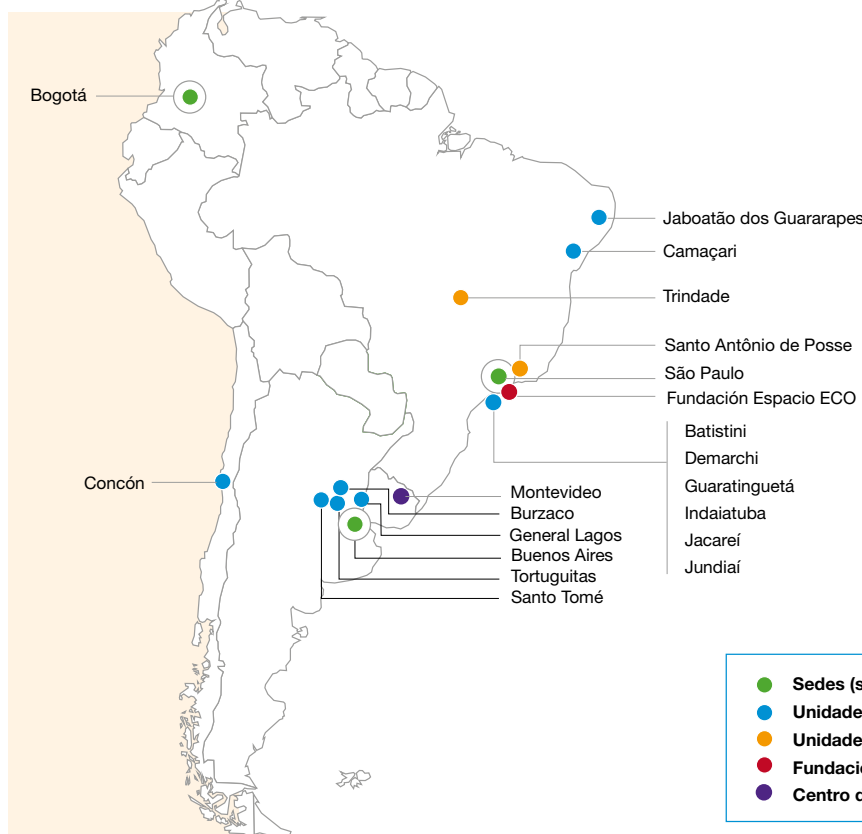 Bogotá
Jaboatão dos Guararapes
Camaçari
Trindade
Santo Antônio de Posse
São Paulo
Fundación Espacio ECO
Batistini
Demarchi
Guaratinguetá
Indaiatuba
Jacareí
Jundiaí
Concón
Montevideo
Burzaco
General Lagos
Buenos Aires
Tortuguitas
Santo Tomé
Sedes
Unidade
Unidade
Centro